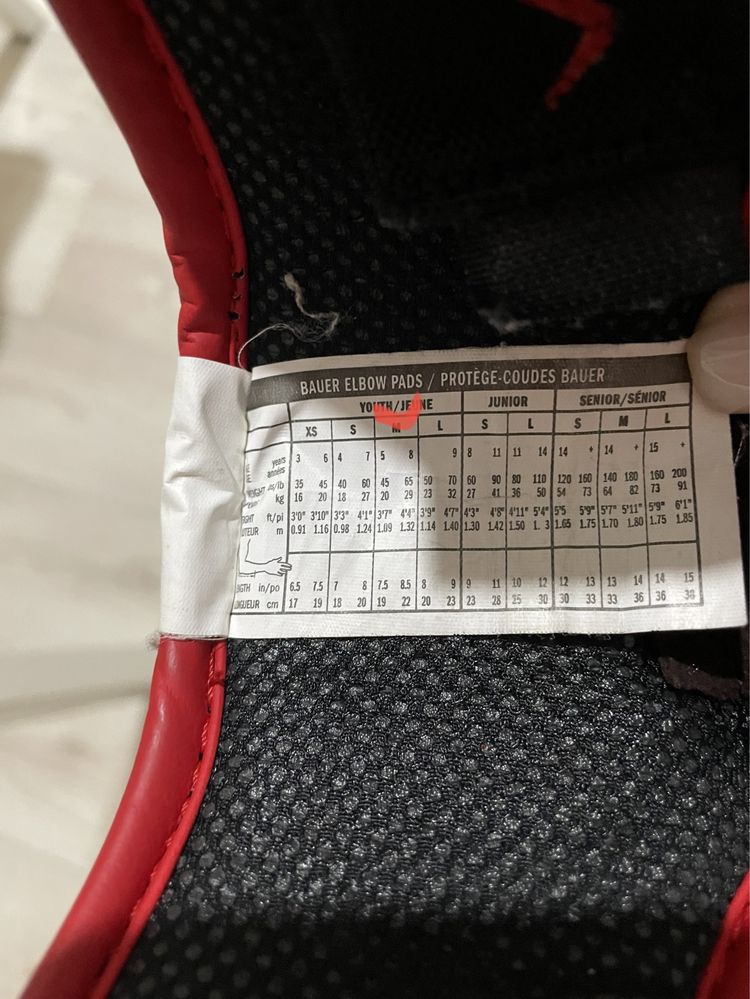 BAUER ELBOW PADS / PROTÈGE-COUDES BAUER
YOUTH/JEUNE JUNIOR SENIOR/SÉNIOR
XS S M L S L S M L
years 3 6 4 7 5 8 9 8 11 11 14 14 + 14 + 15 +
années
lbs/lb 35 45 40 60 45 65 50 70 60 90 80 110 120 160 140 180 160 200
kg 16 20 18 27 20 29 23 32 27 41 36 50 54 73 64 82 73 91
ft/pi 3'0" 3'10" 3'3" 4'1" 3'7" 4'4" 3'9" 4'7" 4'3" 4'8" 4'11" 5'4" 5'5 5'9" 5'7" 5'11" 5'9" 6'1"
m 0.91 1.16 0.98 1.24 1.09 1.32 1.14 1.40 1.30 1.42 1.50 1. 3 1.65 1.75 1.70 1.80 1.75 1.85
in/po 6.5 7.5 7 8 7.5 8.5 8 9 9 11 10 12 12 13 13 14 14 15
cm 17 19 18 20 19 22 20 23 23 28 25 30 30 33 33 36 36 38